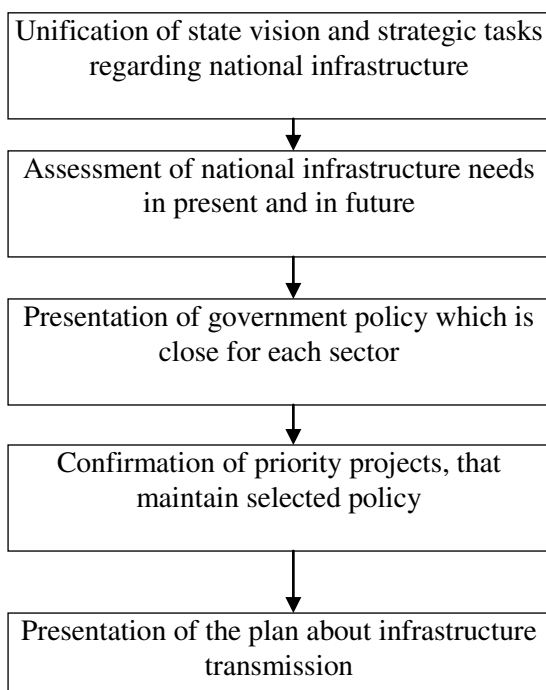 Unification of state vision and strategic tasks
regarding national infrastructure
Assessment of national infrastructure needs
in present and in future
Presentation of government policy which is
close for each sector
Confirmation of priority projects, that
maintain selected policy
Presentation of the plan about infrastructure
transmission